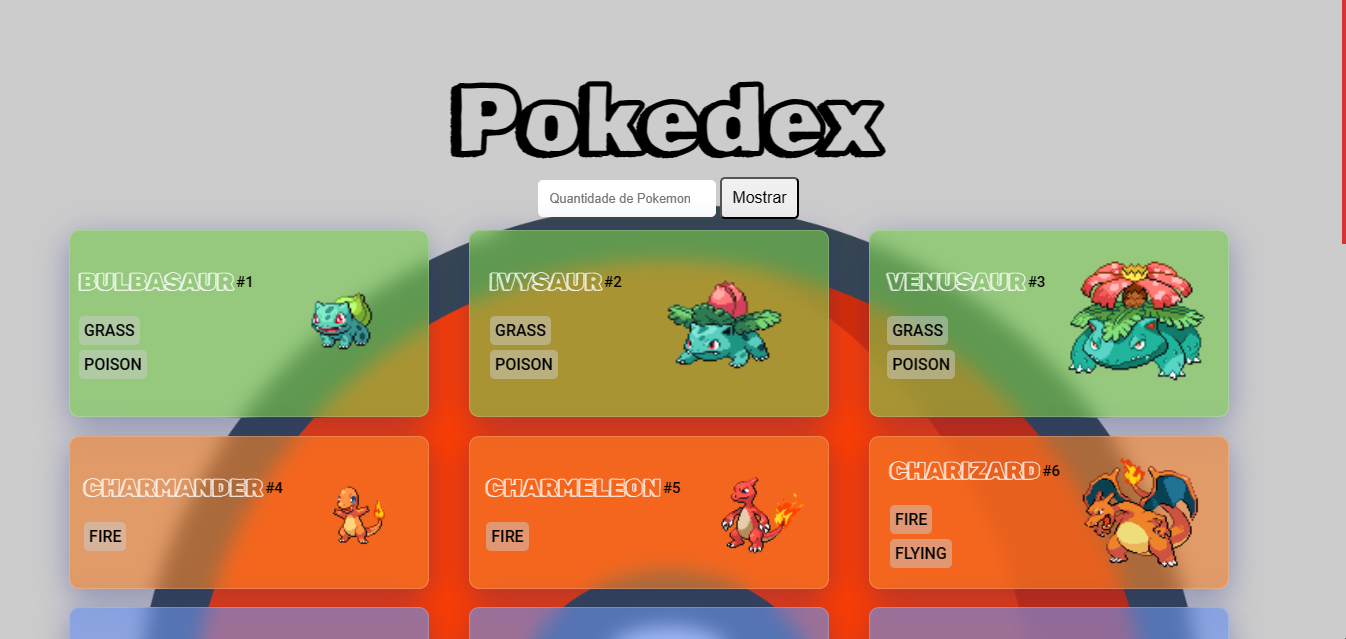 Pokedex
Quantidade de Pokemon Mostrar
BULBASAUR #1
GRASS
POISON
IVYSAUR #2
GRASS
POISON
VENUSAUR #3
GRASS
POISON
CHARMANDER #4
FIRE
CHARMELEON #5
FIRE
CHARIZARD #6
FIRE
FLYING